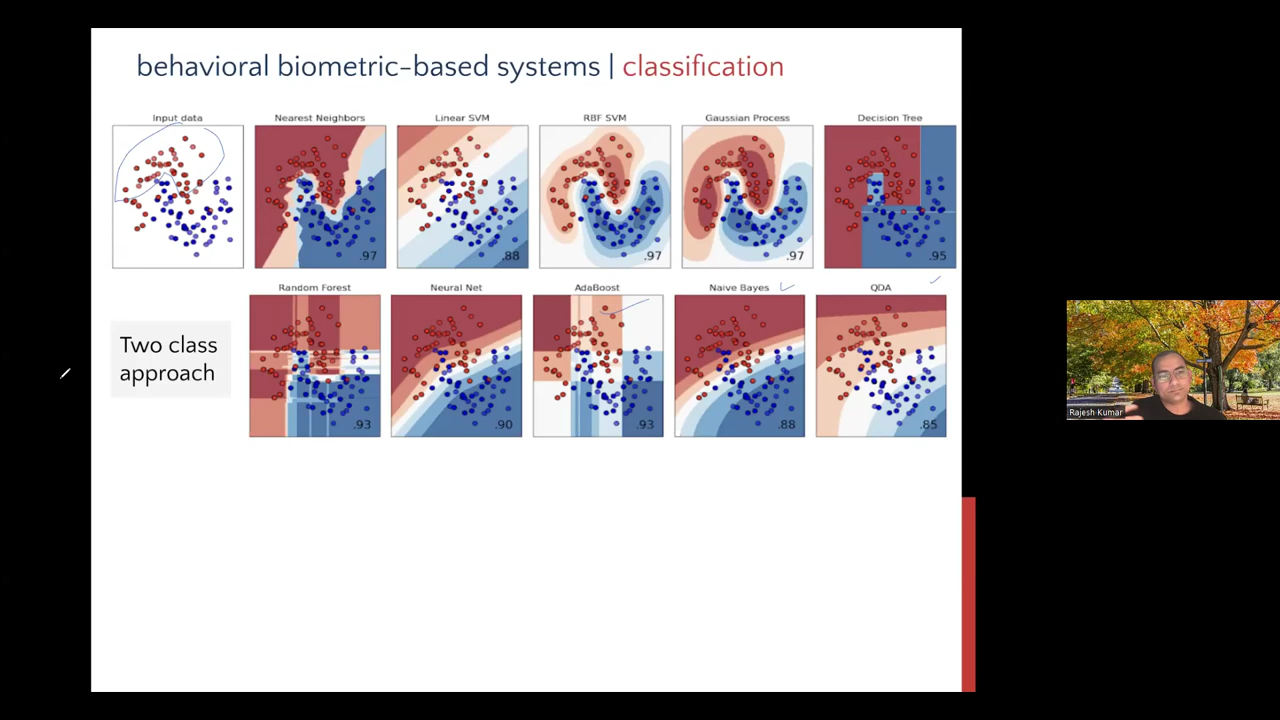 behavioral biometric-based systems | classification
Input data
Nearest Neighbors
Linear SVM
RBF SVM
Gaussian Process
Decision Tree
.97
.88
.97
.97
.95
Random Forest
Neural Net
AdaBoost
Naive Bayes
QDA
Two class
approach
.93
.90
.93
.88
.85
Rajesh Kumar